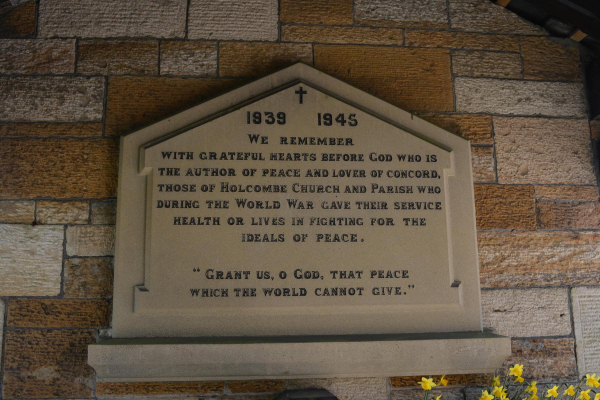 1939 1945
We remember
with grateful hearts before God who is
the author of peace and lover of concord,
those of Holcombe Church and Parish who
during the World War gave their service
health or lives in fighting for the
ideals of peace.
"Grant us, O God, that peace
which the world cannot give."